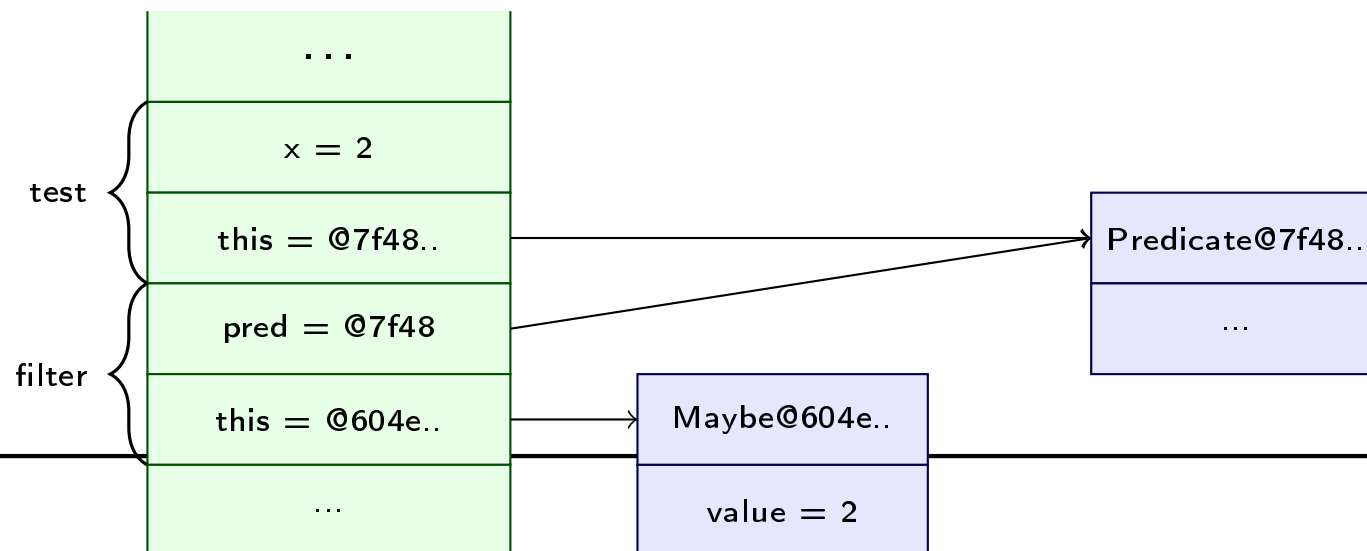 ...
x = 2
test
this = @7f48..
Predicate@7f48..
pred = @7f48
...
filter
this = @604e..
Maybe@604e..
...
value = 2